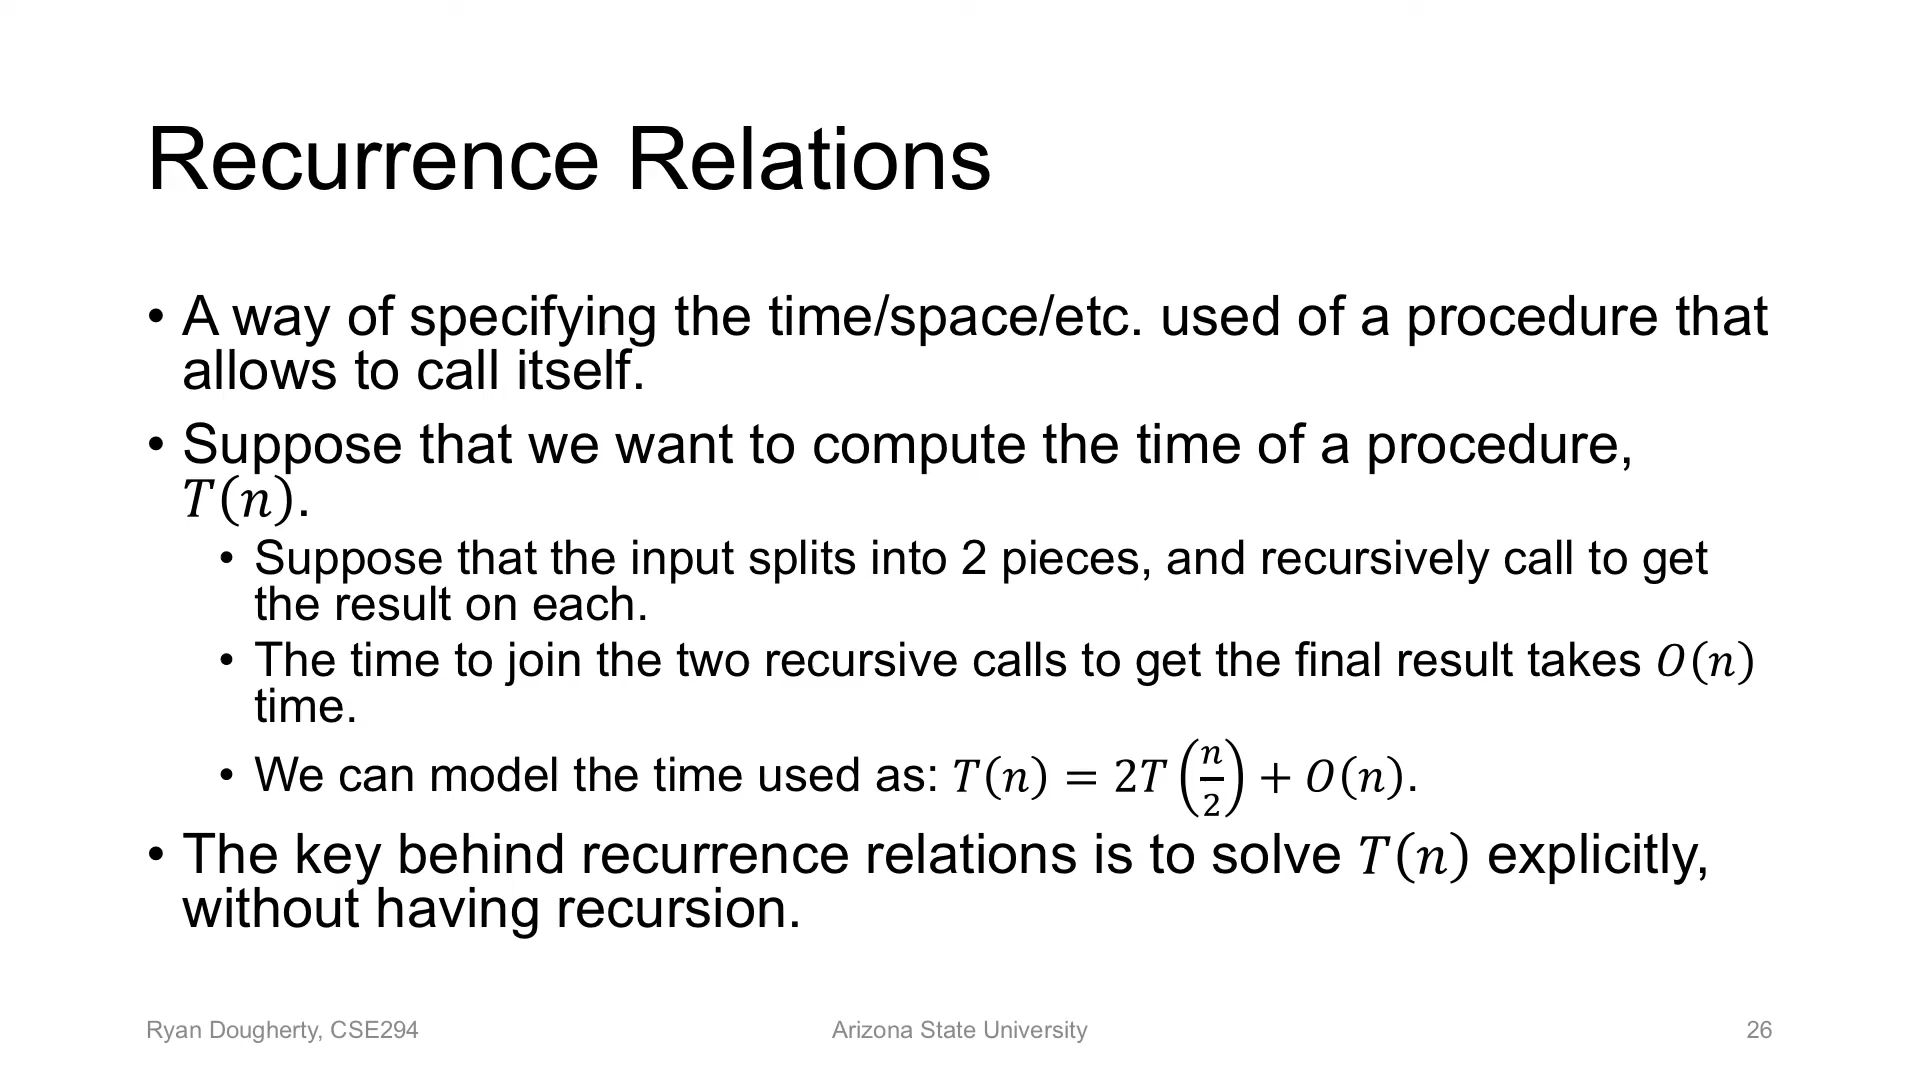 Recurrence Relations
• A way of specifying the time/space/etc. used of a procedure that
allows to call itself.
• Suppose that we want to compute the time of a procedure,
𝑇(𝑛).
• Suppose that the input splits into 2 pieces, and recursively call to get
the result on each.
• The time to join the two recursive calls to get the final result takes 𝑂(𝑛)
time.
• We can model the time used as: 𝑇(𝑛) = 2𝑇(𝑛/2) + 𝑂(𝑛).
• The key behind recurrence relations is to solve 𝑇(𝑛) explicitly,
without having recursion.
Ryan Dougherty, CSE294
Arizona State University
26